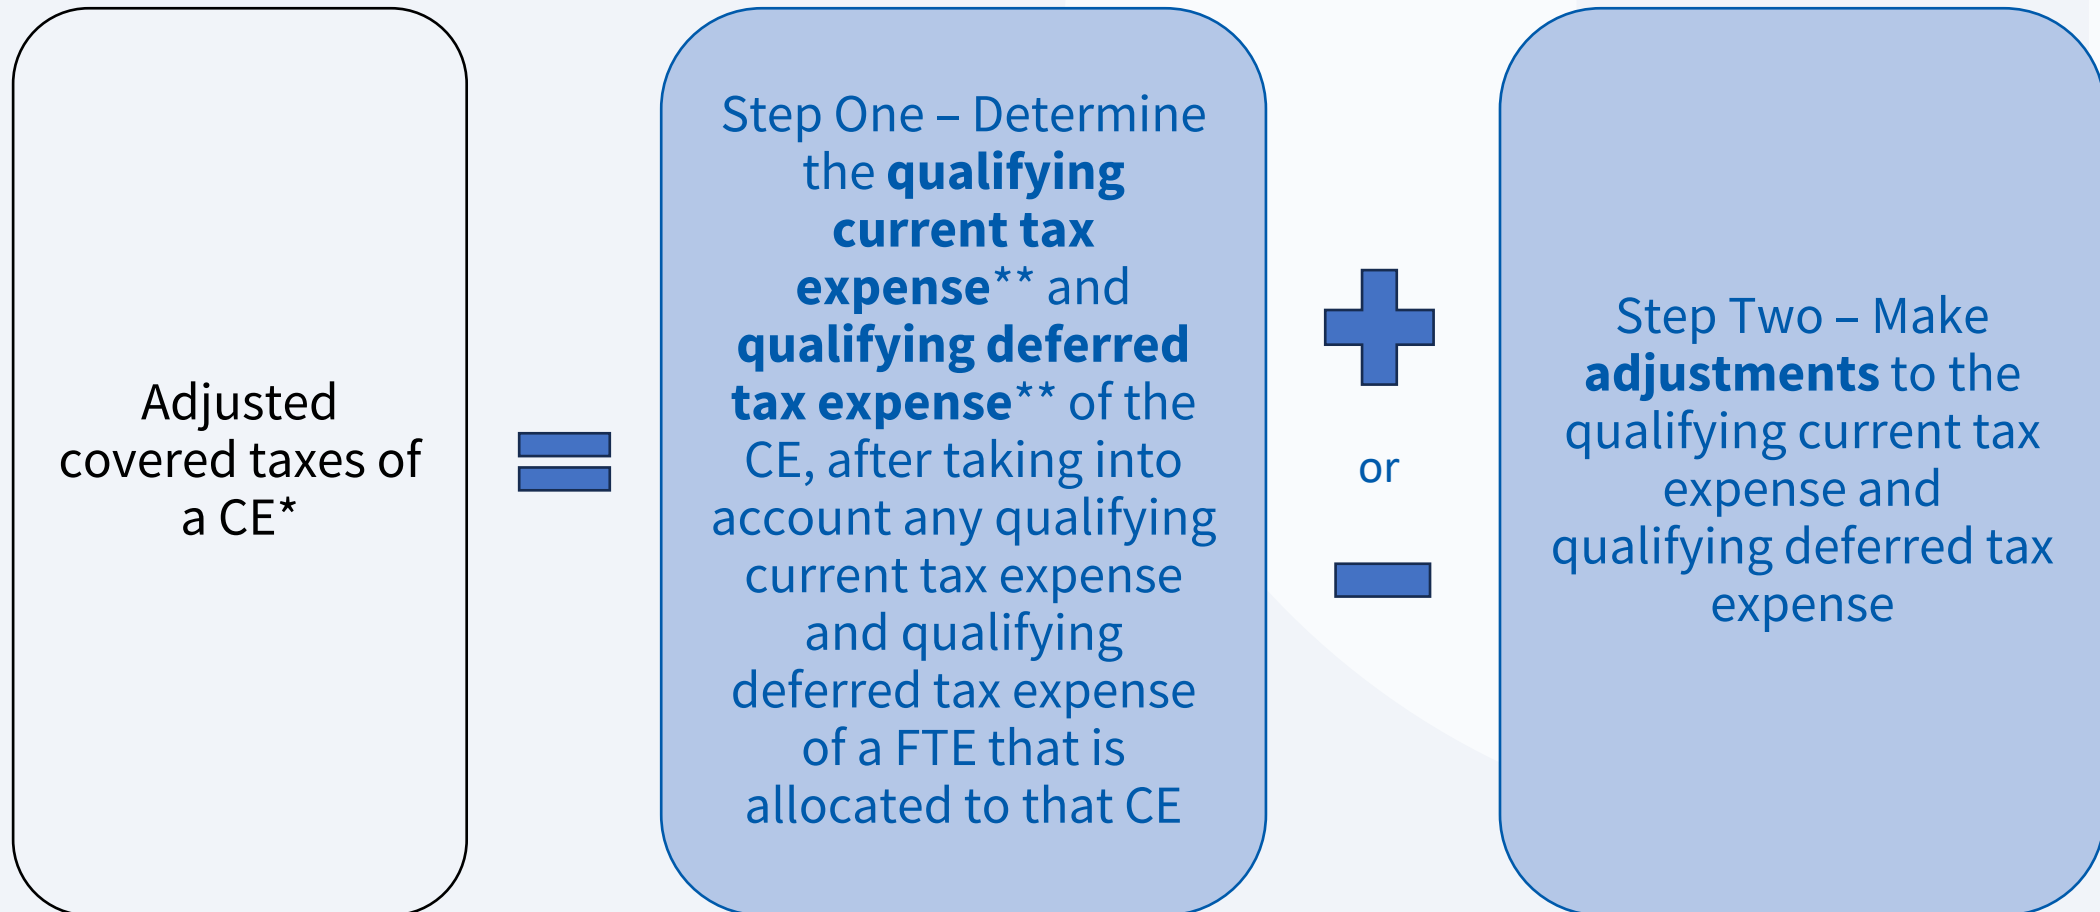 Adjusted
covered taxes of
a CE*
Step One – Determine
the qualifying
current tax
expense** and
qualifying deferred
tax expense** of the
CE, after taking into
account any qualifying
current tax expense
and qualifying
deferred tax expense
of a FTE that is
allocated to that CE
or
Step Two – Make
adjustments to the
qualifying current tax
expense and
qualifying deferred tax
expense